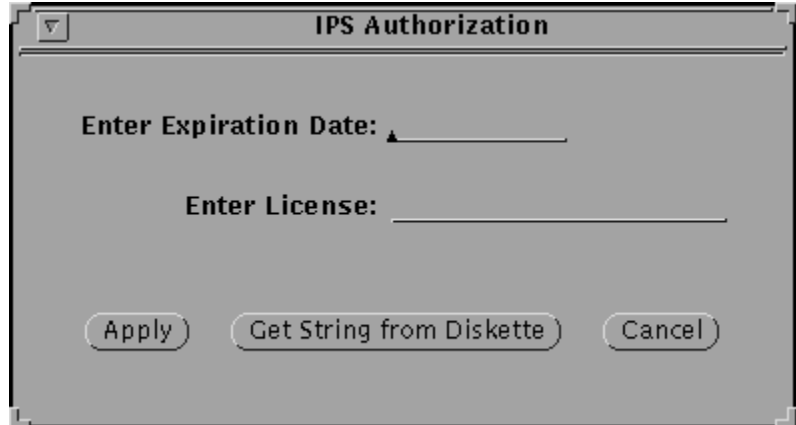 IPS Authorization
Enter Expiration Date:
Enter License:
Apply Get String from Diskette Cancel